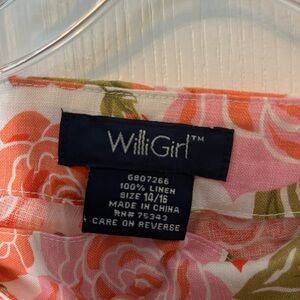 WilliGirl™
6807266
100% LINEN
SIZE 14/16
MADE IN CHINA
RN# 75343
CARE ON REVERSE